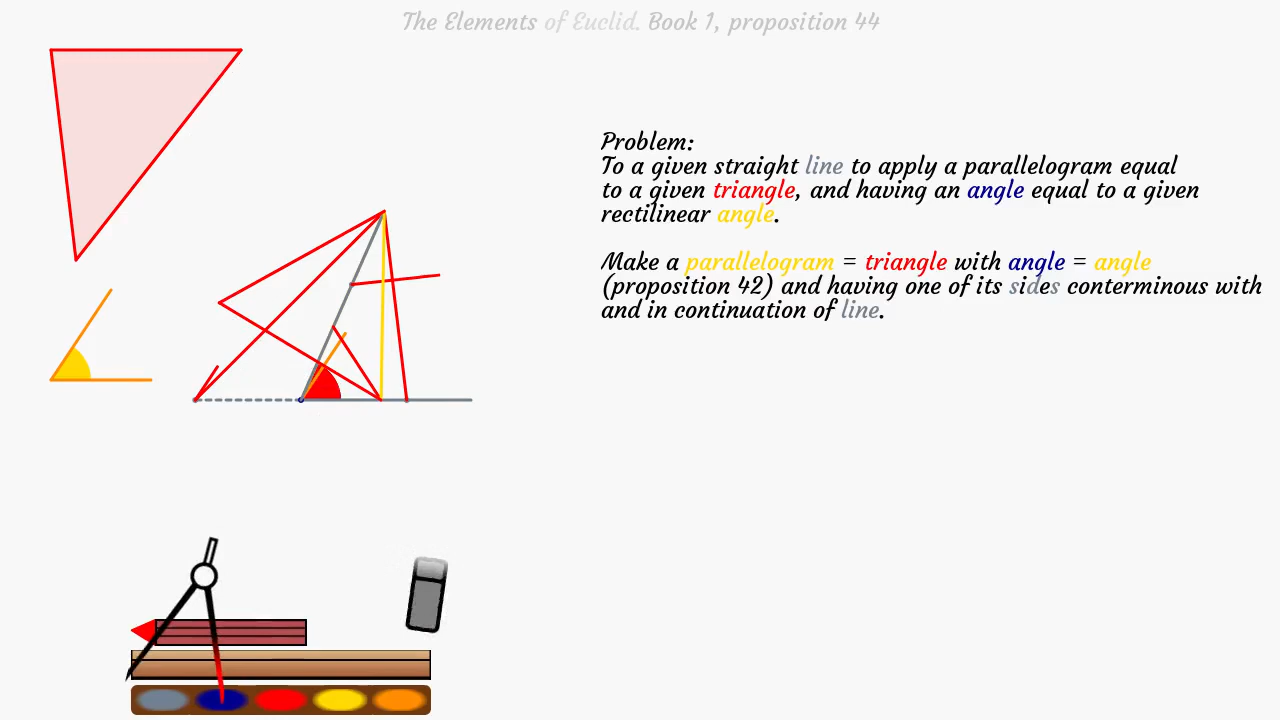 The Elements of Euclid. Book 1, proposition 44
Problem:
To a given straight line to apply a parallelogram equal
to a given triangle, and having an angle equal to a given
rectilinear angle.
Make a parallelogram = triangle with angle = angle
(proposition 42) and having one of its sides conterminous with
and in continuation of line.